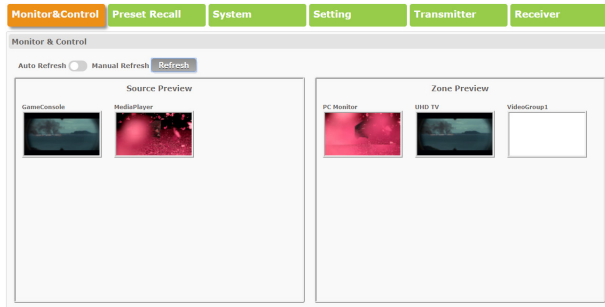 Monitor&Control Preset Recall System Setting Transmitter Receiver
Monitor & Control
Auto Refresh Manual Refresh Refresh
Source Preview
GameConsole MediaPlayer
Zone Preview
PC Monitor UHD TV VideoGroup1